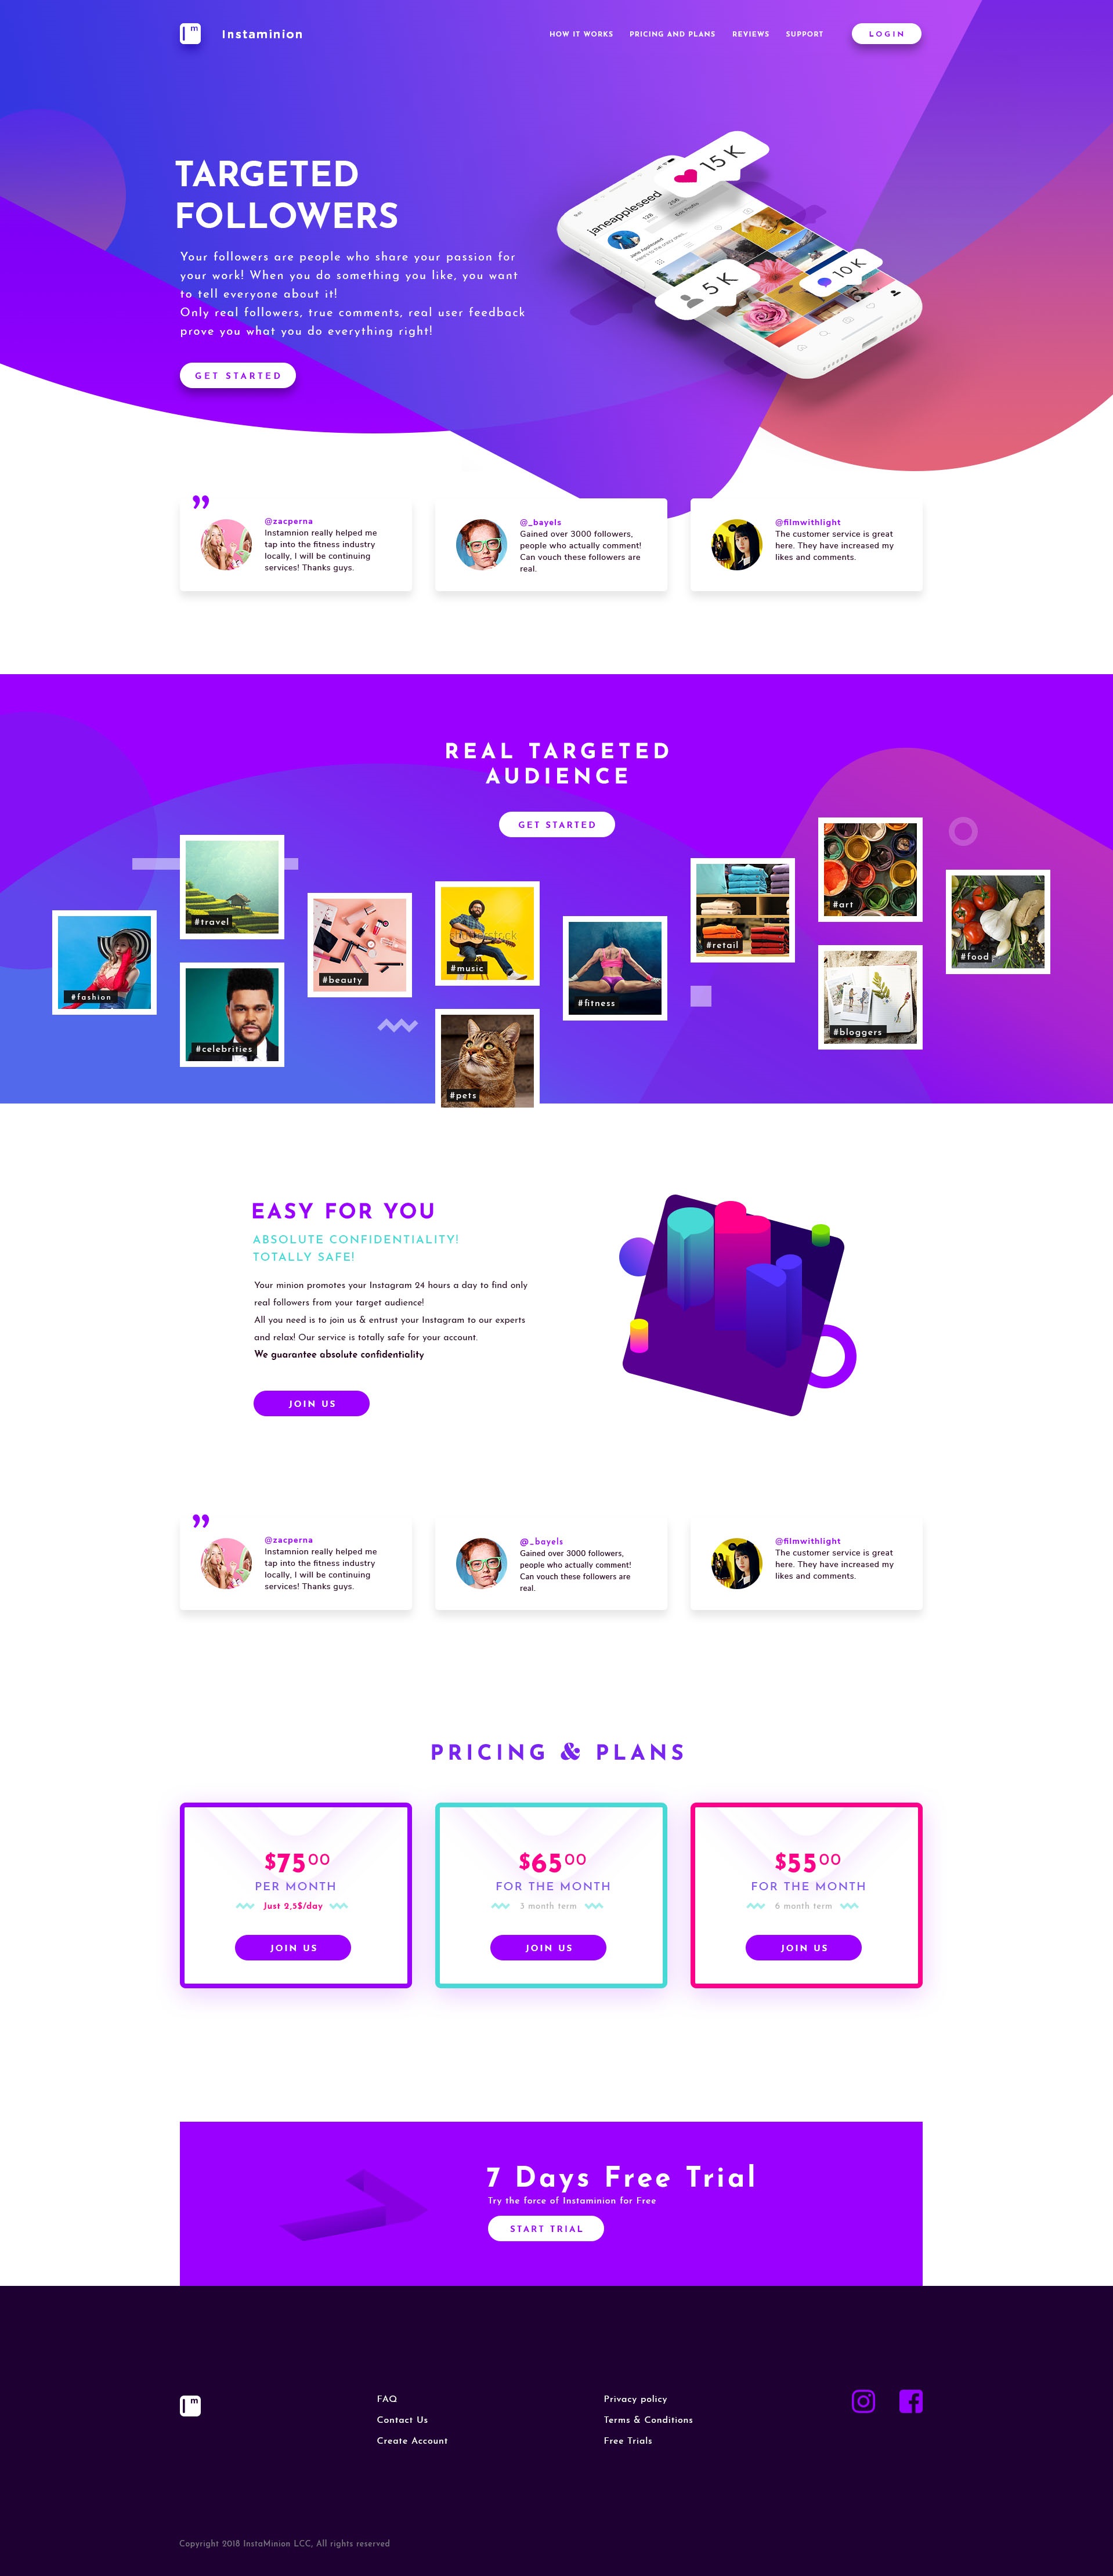 m
Instaminion
HOW IT WORKS
PRICING AND PLANS
REVIEWS
SUPPORT
LOGIN
TARGETED
FOLLOWERS
Your followers are people who share your passion for
your work! When you do something you like, you want
to tell everyone about it!
Only real followers, true comments, real user feedback
prove you what you do everything right!
GET STARTED
janeappleseed
128
256
Edit Profile
Jane Appleseed
15 K
5 K
10 K
”
@zacperna
Instaminion really helped me
tap into the fitness industry
locally, I will be continuing
services! Thanks guys.
@_bayels
Gained over 3000 followers,
people who actually comment!
Can vouch these followers are
real.
@filmwithlight
The customer service is great
here. They have increased my
likes and comments.
REAL TARGETED
AUDIENCE
GET STARTED
#travel
#fashion
#celebrities
#beauty
shutterstock
#music
#pets
#fitness
#retail
#art
#bloggers
#food
EASY FOR YOU
ABSOLUTE CONFIDENTIALITY!
TOTALLY SAFE!
Your minion promotes your Instagram 24 hours a day to find only
real followers from your target audience!
All you need is to join us & entrust your Instagram to our experts
and relax! Our service is totally safe for your account.
We guarantee absolute confidentiality
JOIN US
”
@zacperna
Instaminion really helped me
tap into the fitness industry
locally, I will be continuing
services! Thanks guys.
@_bayels
Gained over 3000 followers,
people who actually comment!
Can vouch these followers are
real.
@filmwithlight
The customer service is great
here. They have increased my
likes and comments.
PRICING & PLANS
$75 00
PER MONTH
Just 2,5$/day
JOIN US
$65 00
FOR THE MONTH
3 month term
JOIN US
$55 00
FOR THE MONTH
6 month term
JOIN US
7 Days Free Trial
Try the force of Instaminion for Free
START TRIAL
m
FAQ
Contact Us
Create Account
Privacy policy
Terms & Conditions
Free Trials
Copyright 2018 InstaMinion LCC, All rights reserved